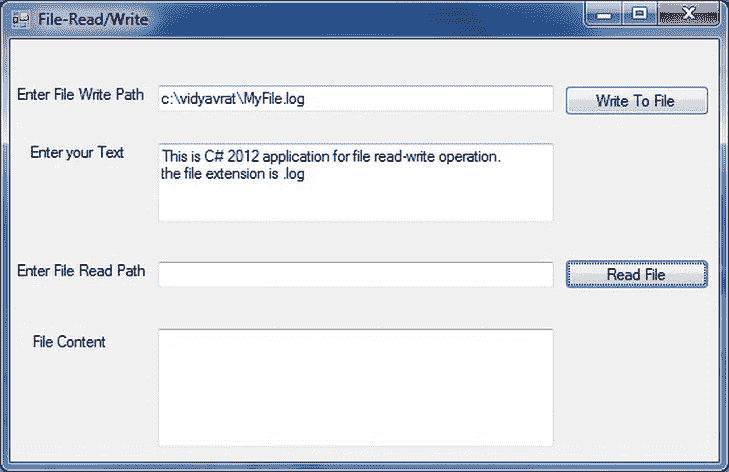 File-Read/Write
Enter File Write Path
c:\vidyavrat\MyFile.log
Write To File
Enter your Text
This is C# 2012 application for file read-write operation.
the file extension is .log
Enter File Read Path
Read File
File Content